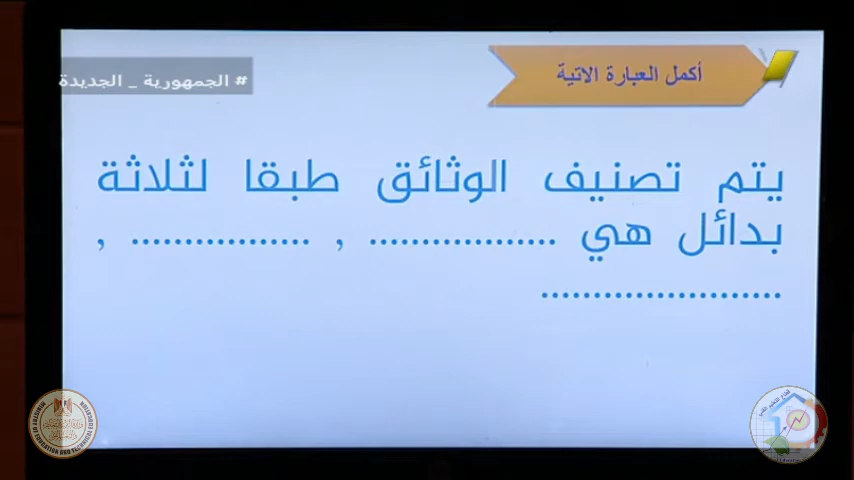 أكمل العبارة الاتية
# الجمهورية _ الجديدة
يتم تصنيف الوثائق طبقا لثلاثة
بدائل هي .................. , ................. ,
.......................